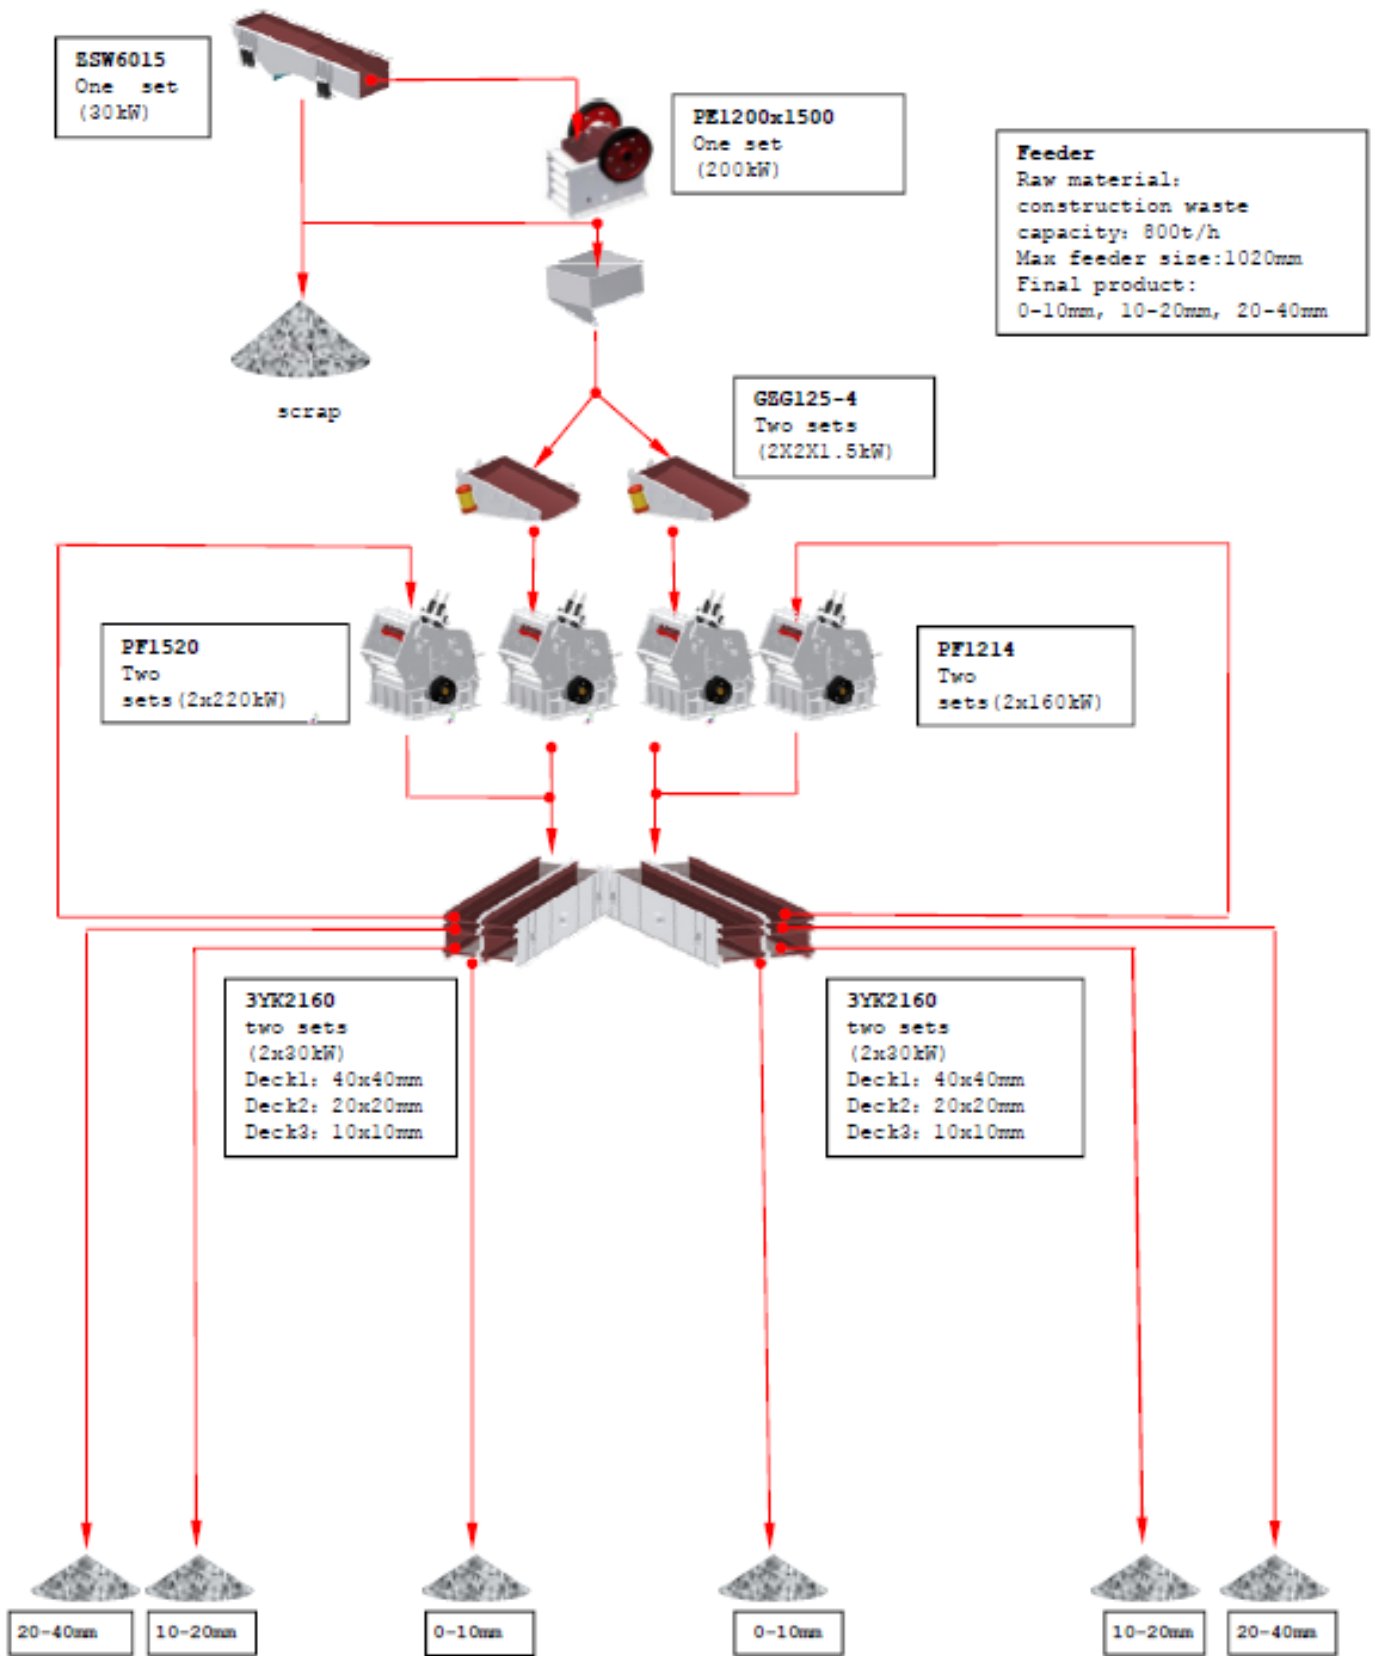 ZSW6015
One set
(30kW)
PE1200x1500
One set
(200kW)
Feeder
Raw material:
construction waste
capacity: 800t/h
Max feeder size:1020mm
Final product:
0-10mm, 10-20mm, 20-40mm
scrap
GZG125-4
Two sets
(2X2X1.5kW)
PF1520
Two
sets(2x220kW)
PF1214
Two
sets(2x160kW)
3YK2160
two sets
(2x30kW)
Deck1: 40x40mm
Deck2: 20x20mm
Deck3: 10x10mm
3YK2160
two sets
(2x30kW)
Deck1: 40x40mm
Deck2: 20x20mm
Deck3: 10x10mm
20-40mm
10-20mm
0-10mm
0-10mm
10-20mm
20-40mm